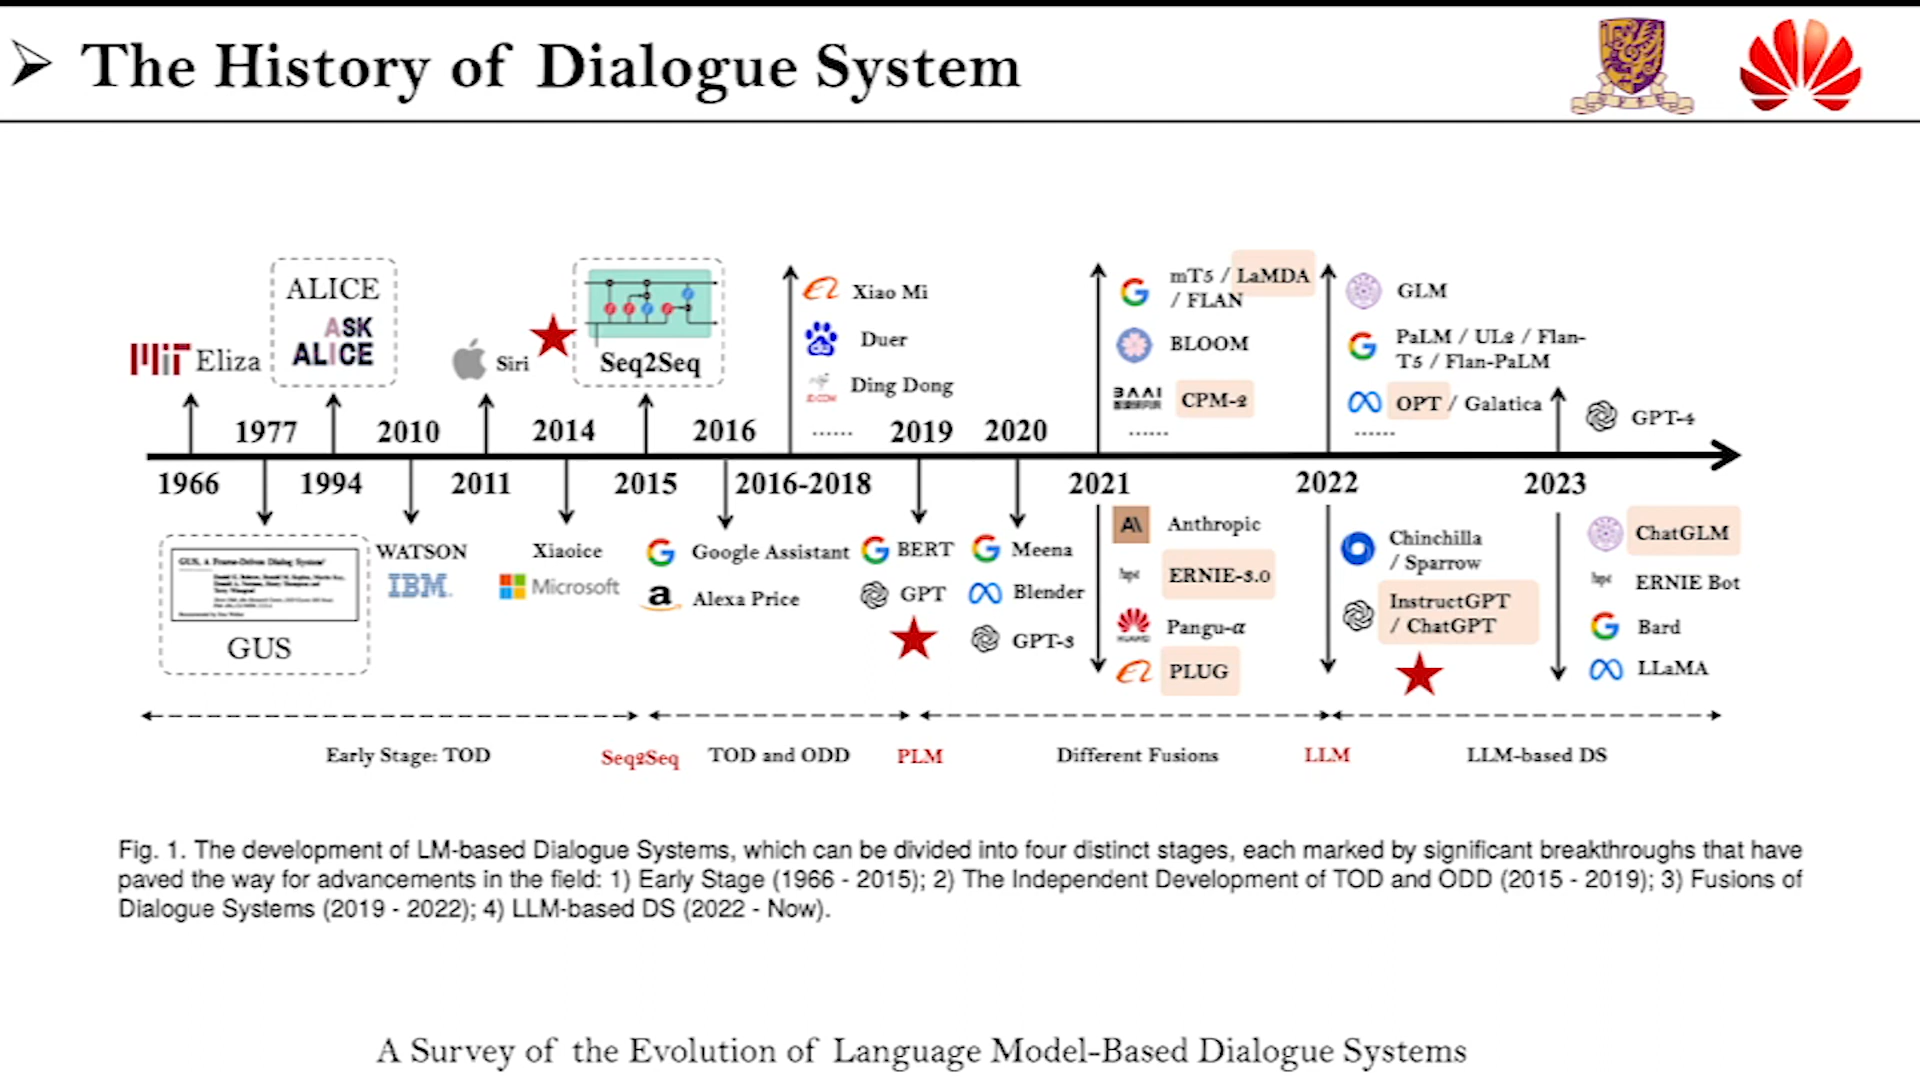 The History of Dialogue System
ALICE
ASK
ALICE
MIT Eliza
Siri
Seq2Seq
Xiao Mi
Duer
Ding Dong
......
mT5 / LaMDA
/ FLAN
BLOOM
BAAI
CPM-2
......
GLM
PaLM / UL2 / Flan-
T5 / Flan-PaLM
OPT / Galatica
......
GPT-4
1977
2010
2014
2016
2019
2020
1966
1994
2011
2015
2016-2018
2021
2022
2023
GUS, A Frame-Driven Dialog System
GUS
WATSON
IBM
Xiaoice
Microsoft
Google Assistant
Alexa Price
BERT
GPT
Meena
Blender
GPT-3
Anthropic
ERNIE-3.0
HUAWEI
Pangu-α
PLUG
Chinchilla
/ Sparrow
InstructGPT
/ ChatGPT
ChatGLM
ERNIE Bot
Bard
LLaMA
Early Stage: TOD
Seq2Seq
TOD and ODD
PLM
Different Fusions
LLM
LLM-based DS
Fig. 1. The development of LM-based Dialogue Systems, which can be divided into four distinct stages, each marked by significant breakthroughs that have
paved the way for advancements in the field: 1) Early Stage (1966 - 2015); 2) The Independent Development of TOD and ODD (2015 - 2019); 3) Fusions of
Dialogue Systems (2019 - 2022); 4) LLM-based DS (2022 - Now).
A Survey of the Evolution of Language Model-Based Dialogue Systems